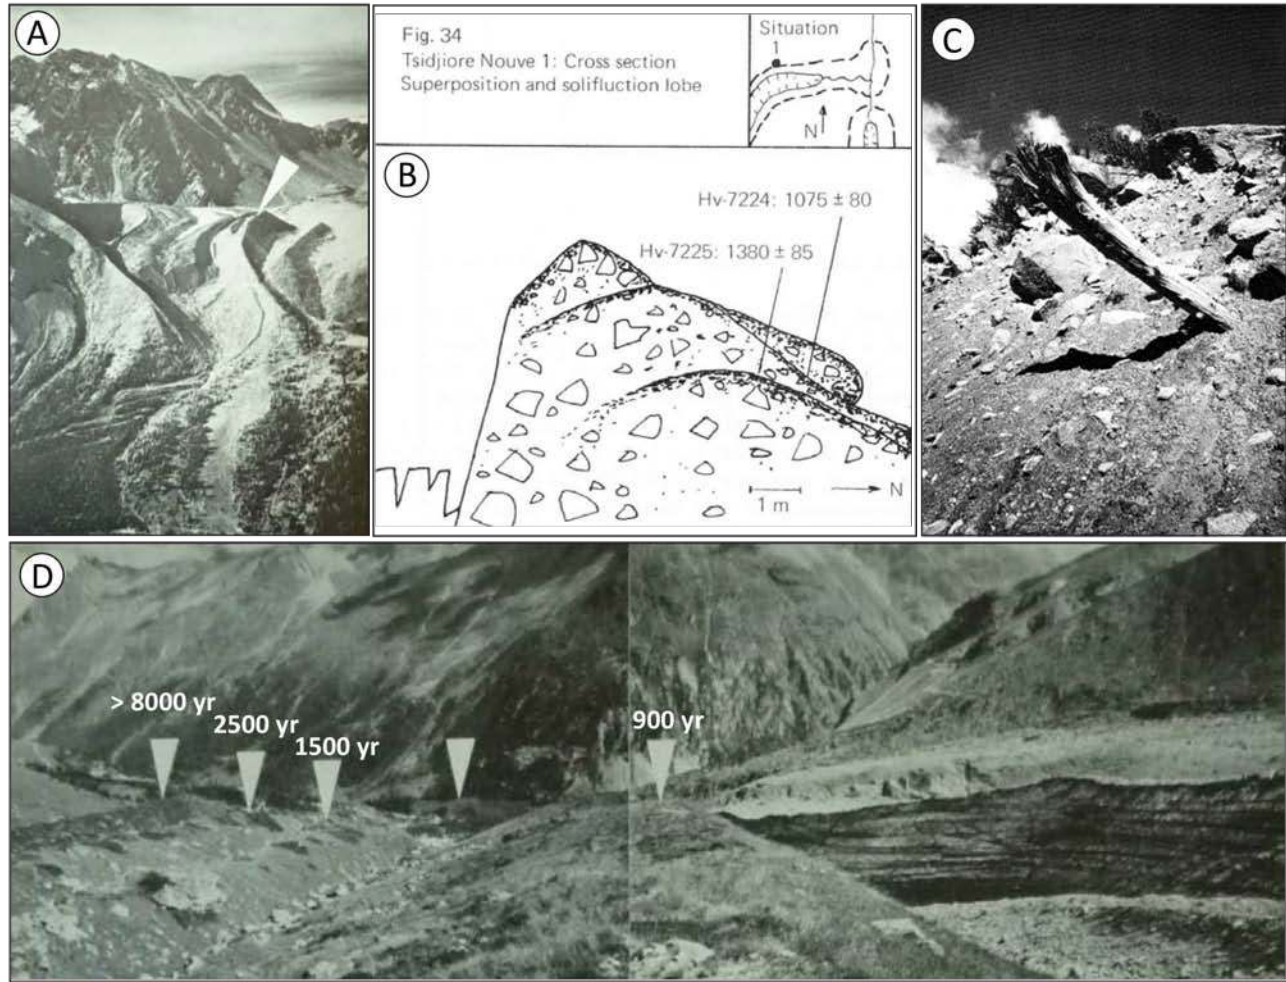 A
Fig. 34
Tsidjiore Nouve 1: Cross section
Superposition and solifluction lobe
Situation
1
N
B
Hv-7224: 1075 ± 80
Hv-7225: 1380 ± 85
1 m
N
C
D
> 8000 yr
2500 yr
1500 yr
900 yr